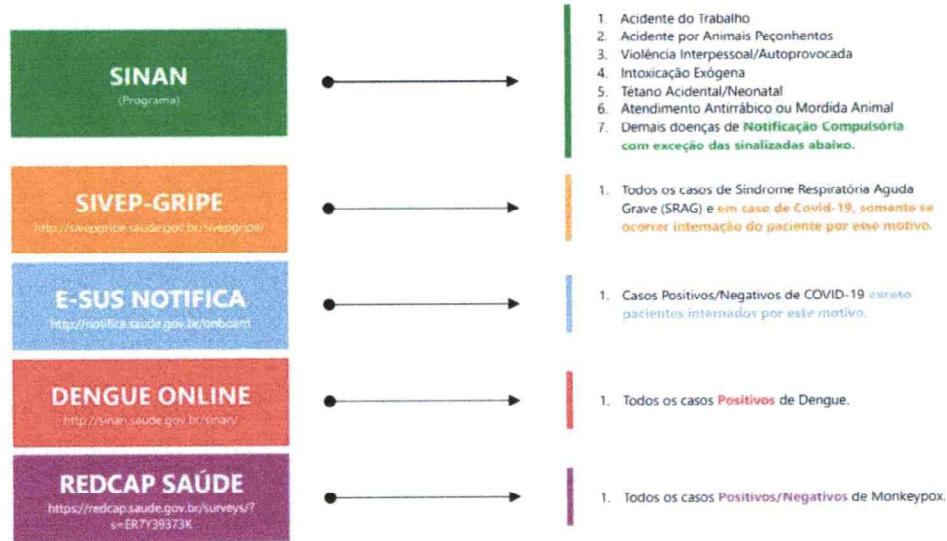 SINAN
(Programa)
1. Acidente do Trabalho
2. Acidente por Animais Peçonhentos
3. Violência Interpessoal/Autoprovocada
4. Intoxicação Exógena
5. Tétano Acidental/Neonatal
6. Atendimento Antirrábico ou Mordida Animal
7. Demais doenças de Notificação Compulsória
com exceção das sinalizadas abaixo.
SIVEP-GRIPE
http://sivepgripe.saude.gov.br/sivepgripe/
1. Todos os casos de Síndrome Respiratória Aguda
Grave (SRAG) e em caso de Covid-19, somente se
ocorrer internação do paciente por esse motivo.
E-SUS NOTIFICA
http://notifica.saude.gov.br/onboard
1. Casos Positivos/Negativos de COVID-19 exceto
pacientes internados por este motivo.
DENGUE ONLINE
http://sinan.saude.gov.br/sinan/
1. Todos os casos Positivos de Dengue.
REDCAP SAÚDE
https://redcap.saude.gov.br/surveys/?
s=ER7Y39373K
1. Todos os casos Positivos/Negativos de Monkeypox.